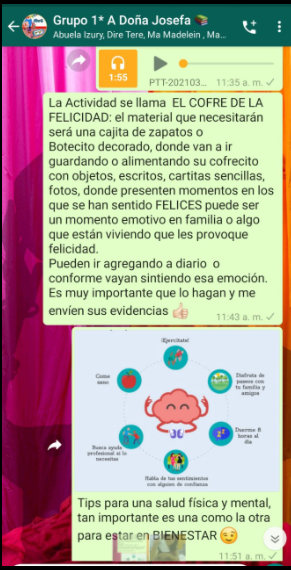 Grupo 1* A Doña Josefa 📚
Abuela Izury, Dire Tere, Ma Madelein , Ma...
1:55
PTT-202103... 11:35 a. m. ✓
La Actividad se llama EL COFRE DE LA
FELICIDAD: el material que necesitarán
será una cajita de zapatos o
Botecito decorado, donde van a ir
guardando o alimentando su cofrecito
con objetos, escritos, cartitas sencillas,
fotos, donde presenten momentos en los
que se han sentido FELICES puede ser
un momento emotivo en familia o algo
que están viviendo que les provoque
felicidad.
Pueden ir agregando a diario o
conforme vayan sintiendo esa emoción.
Es muy importante que lo hagan y me
envíen sus evidencias 👍🏻
11:43 a. m. ✓
¡Ejercítate!
Come
sano
Disfruta de
paseos con
tu familia y
amigos
Busca ayuda
profesional si lo
necesitas
Duerme 8
horas al
día
Habla de tus sentimientos
con alguien de confianza
Tips para una salud física y mental,
tan importante es una como la otra
para estar en BIENESTAR 😉
11:51 a. m. ✓